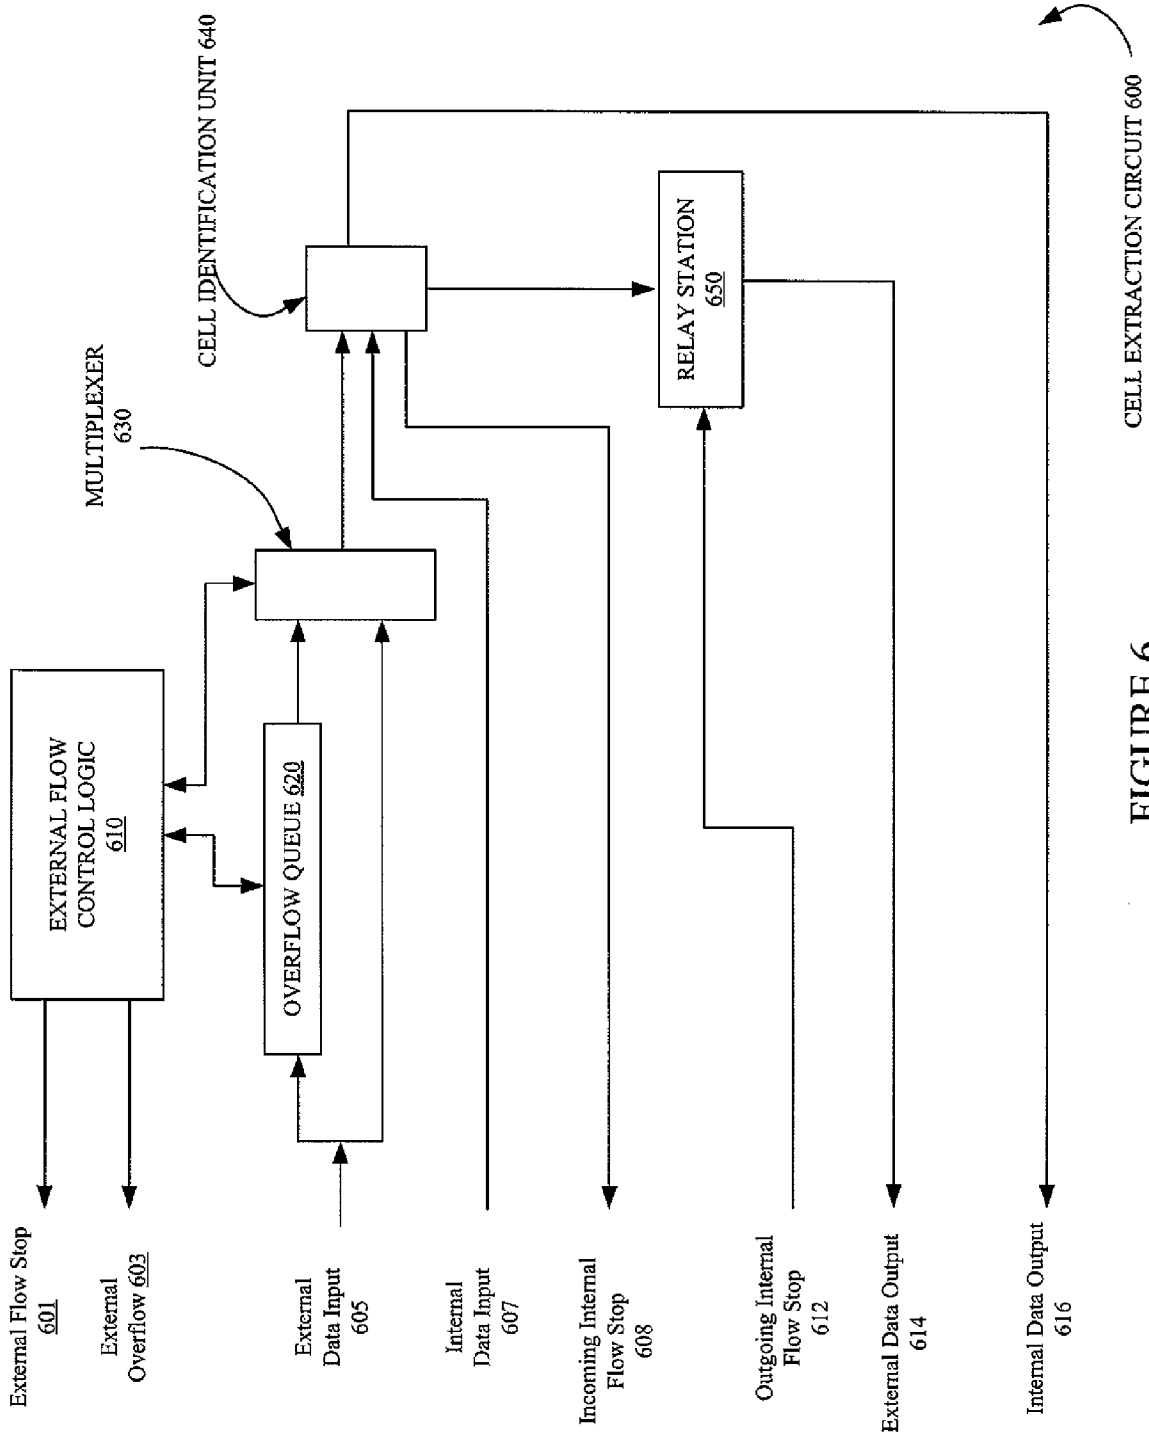 External Flow Stop
601
External
Overflow 603
External
Data Input
605
Internal
Data Input
607
Incoming Internal
Flow Stop
608
Outgoing Internal
Flow Stop
612
External Data Output
614
Internal Data Output
616
EXTERNAL FLOW
CONTROL LOGIC
610
OVERFLOW QUEUE 620
MULTIPLEXER
630
CELL IDENTIFICATION UNIT 640
RELAY STATION
650
CELL EXTRACTION CIRCUIT 600
FIGURE 6